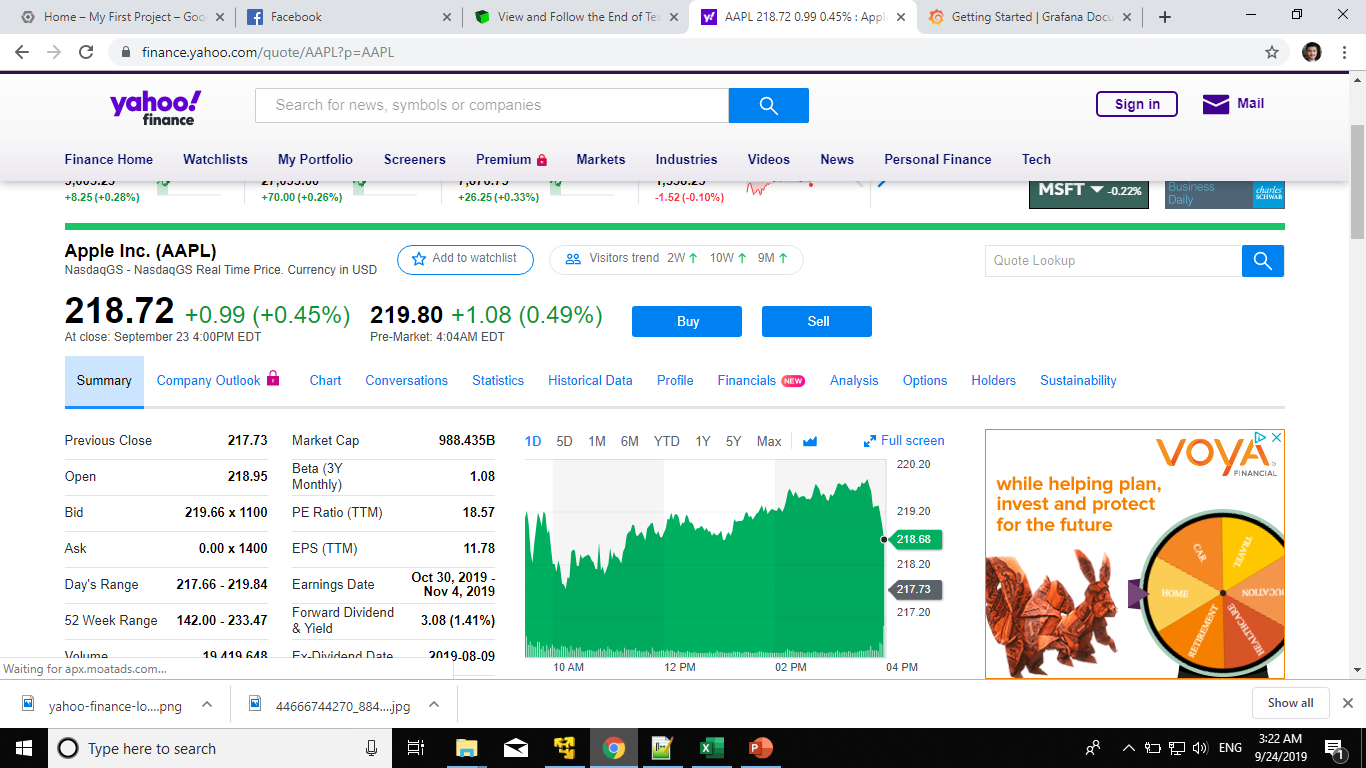 Home – My First Project – Goo
Facebook
View and Follow the End of Tex
AAPL 218.72 0.99 0.45% : Apple
Getting Started | Grafana Docu
finance.yahoo.com/quote/AAPL?p=AAPL
yahoo! finance
Search for news, symbols or companies
Sign in
Mail
Finance Home Watchlists My Portfolio Screeners Premium Markets Industries Videos News Personal Finance Tech
+8.25 (+0.28%) +70.00 (+0.26%) +26.25 (+0.33%) -1.52 (-0.10%)
MSFT -0.22%
Business Daily
charles SCHWAB
Apple Inc. (AAPL)
NasdaqGS - NasdaqGS Real Time Price. Currency in USD
Add to watchlist
Visitors trend 2W ↑ 10W ↑ 9M ↑
Quote Lookup
218.72 +0.99 (+0.45%)
At close: September 23 4:00PM EDT
219.80 +1.08 (0.49%)
Pre-Market: 4:04AM EDT
Buy
Sell
Summary Company Outlook Chart Conversations Statistics Historical Data Profile Financials NEW Analysis Options Holders Sustainability
Previous Close 217.73
Open 218.95
Bid 219.66 x 1100
Ask 0.00 x 1400
Day's Range 217.66 - 219.84
52 Week Range 142.00 - 233.47
Volume 19,419,648
Market Cap 988.435B
Beta (3Y Monthly) 1.08
PE Ratio (TTM) 18.57
EPS (TTM) 11.78
Earnings Date Oct 30, 2019 - Nov 4, 2019
Forward Dividend & Yield 3.08 (1.41%)
Ex-Dividend Date 2019-08-09
1D 5D 1M 6M YTD 1Y 5Y Max
Full screen
220.20
219.20
218.68
218.20
217.73
217.20
10 AM 12 PM 02 PM 04 PM
VOYA
FINANCIAL
while helping plan,
invest and protect
for the future
CAR
TRAVEL
HOME
EDUCATION
RETIREMENT
HEALTHCARE
Waiting for apx.moatads.com...
yahoo-finance-lo....png
44666744270_884....jpg
Show all
Type here to search
ENG
3:22 AM
9/24/2019
1